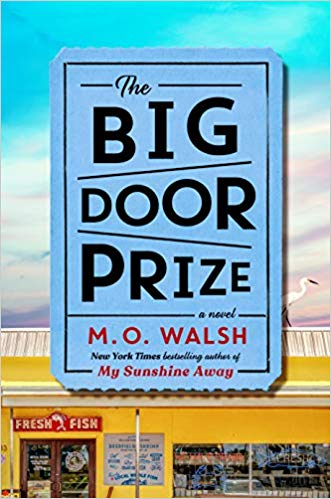 The
BIG
DOOR
PRIZE
a novel
M. O. WALSH
New York Times bestselling author of
My Sunshine Away
FRESH FISH